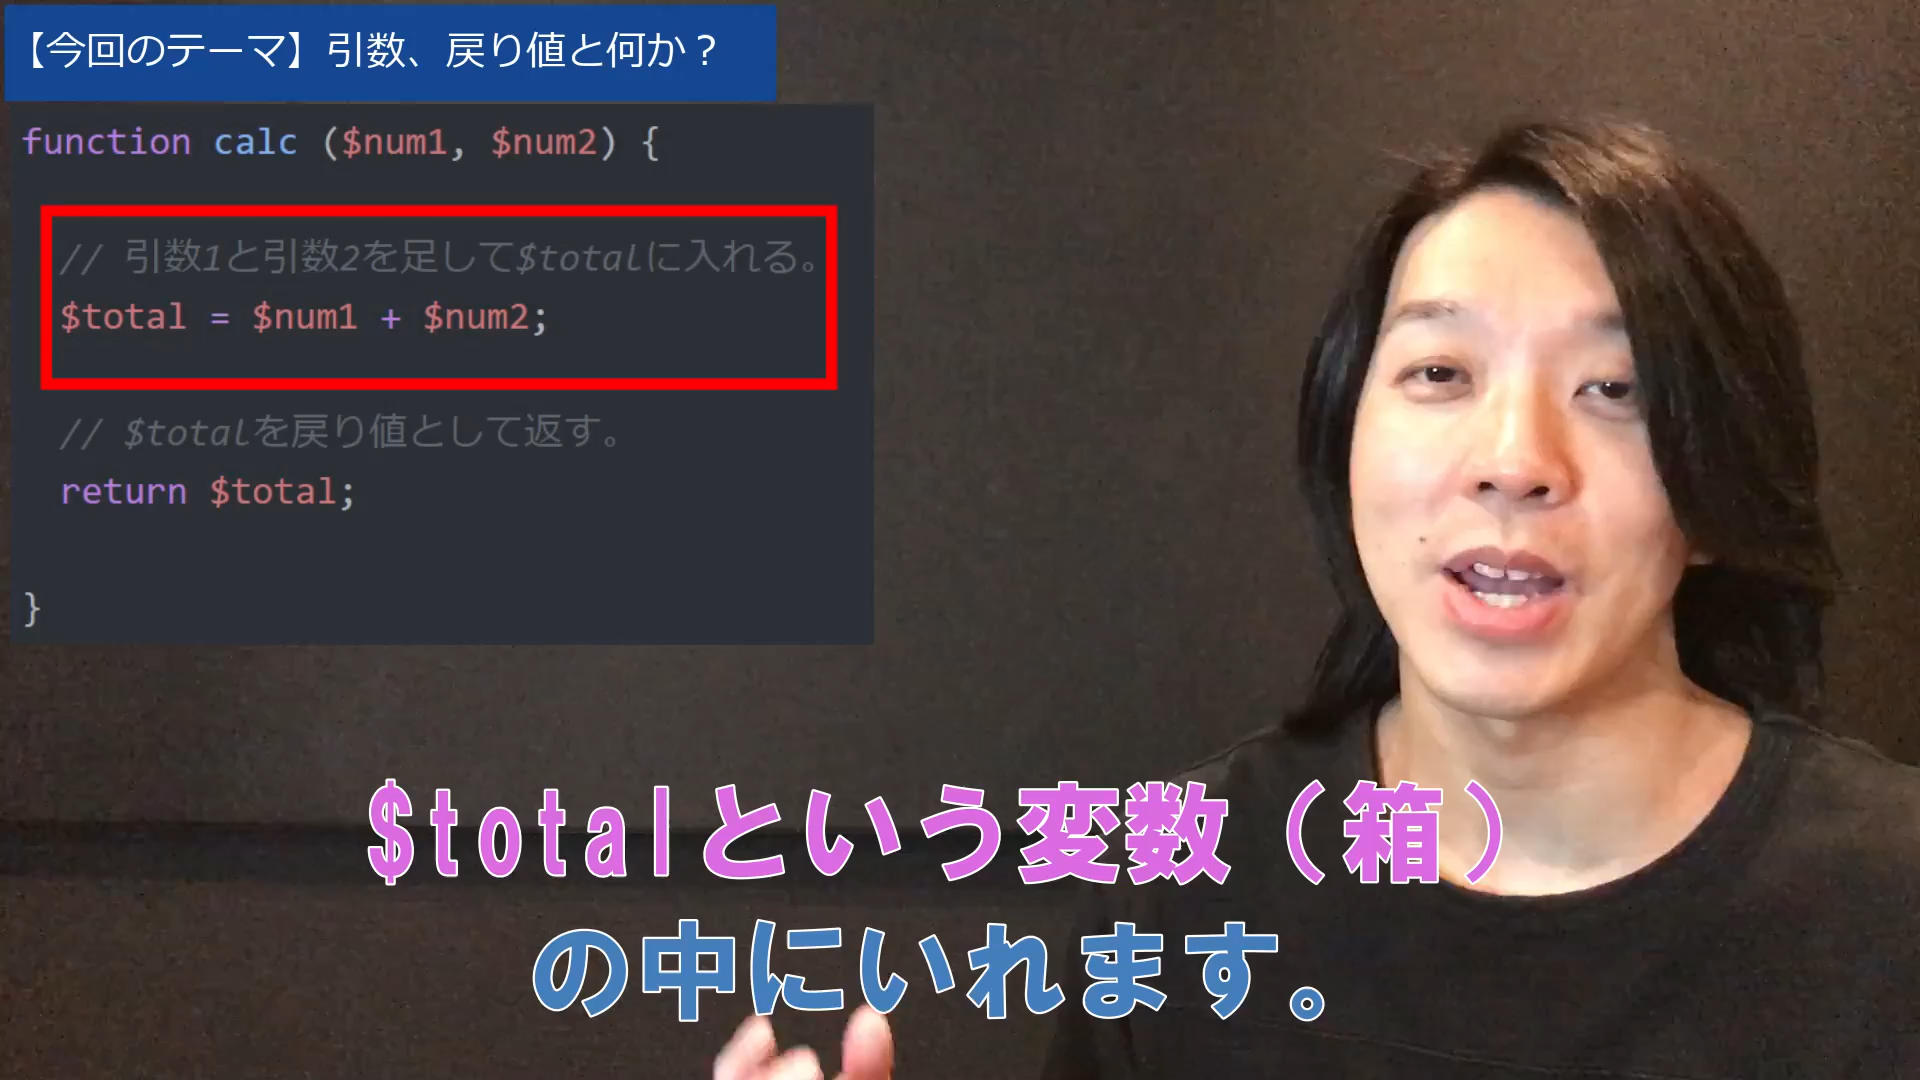 【今回のテーマ】引数、戻り値と何か？
function calc ($num1, $num2) {
// 引数1と引数2を足して$totalに入れる。
$total = $num1 + $num2;
// $totalを戻り値として返す。
return $total;
}
$totalという変数（箱）
の中にいれます。